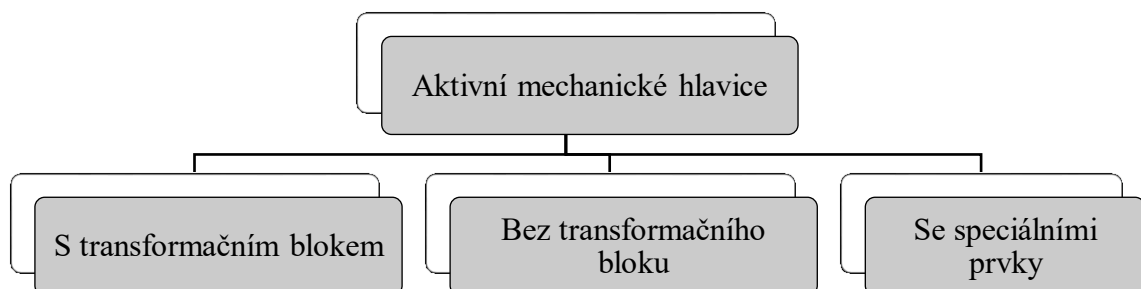 Aktivní mechanické hlavice
S transformačním blokem
Bez transformačního
bloku
Se speciálními
prvky